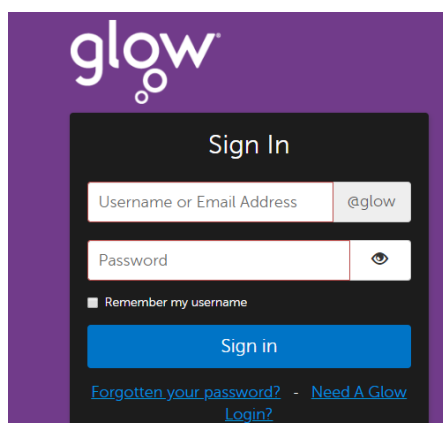 glow
Sign In
Username or Email Address @glow
Password
Remember my username
Sign in
Forgotten your password? - Need A Glow
Login?